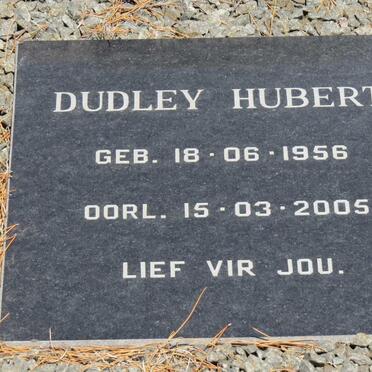 DUDLEY HUBERT
GEB. 18·06·1956
OORL. 15·03·2005
LIEF VIR JOU.